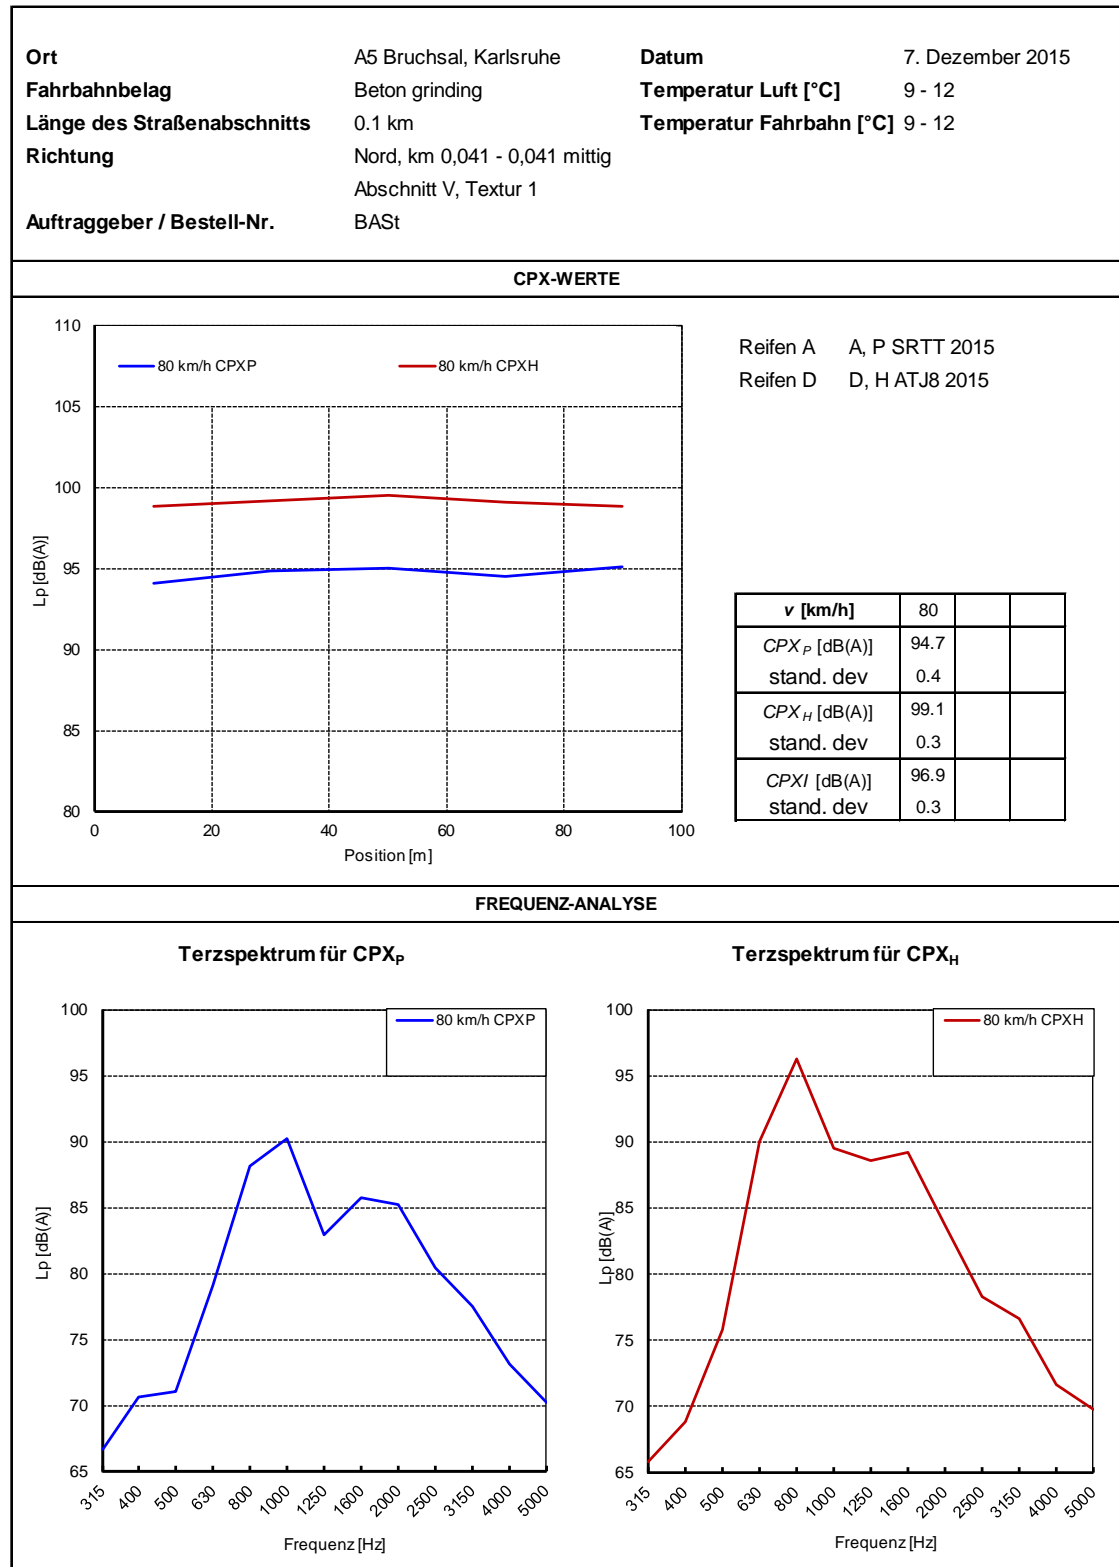 Ort A5 Bruchsal, Karlsruhe Datum 7. Dezember 2015
Fahrbahnbelag Beton grinding Temperatur Luft [°C] 9 - 12
Länge des Straßenabschnitts 0.1 km Temperatur Fahrbahn [°C] 9 - 12
Richtung Nord, km 0,041 - 0,041 mittig
Abschnitt V, Textur 1
Auftraggeber / Bestell-Nr. BASt
CPX-WERTE
110
105
100
95
90
85
80
Lp [dB(A)]
80 km/h CPXP 80 km/h CPXH
0 20 40 60 80 100
Position [m]
Reifen A A, P SRTT 2015
Reifen D D, H ATJ8 2015
v [km/h] 80
CPX P [dB(A)] 94.7
stand. dev 0.4
CPX H [dB(A)] 99.1
stand. dev 0.3
CPXI [dB(A)] 96.9
stand. dev 0.3
FREQUENZ-ANALYSE
Terzspektrum für CPXP
100
95
90
85
80
75
70
65
Lp [dB(A)]
80 km/h CPXP
315 400 500 630 800 1000 1250 1600 2000 2500 3150 4000 5000
Frequenz [Hz]
Terzspektrum für CPXH
100
95
90
85
80
75
70
65
Lp [dB(A)]
80 km/h CPXH
315 400 500 630 800 1000 1250 1600 2000 2500 3150 4000 5000
Frequenz [Hz]